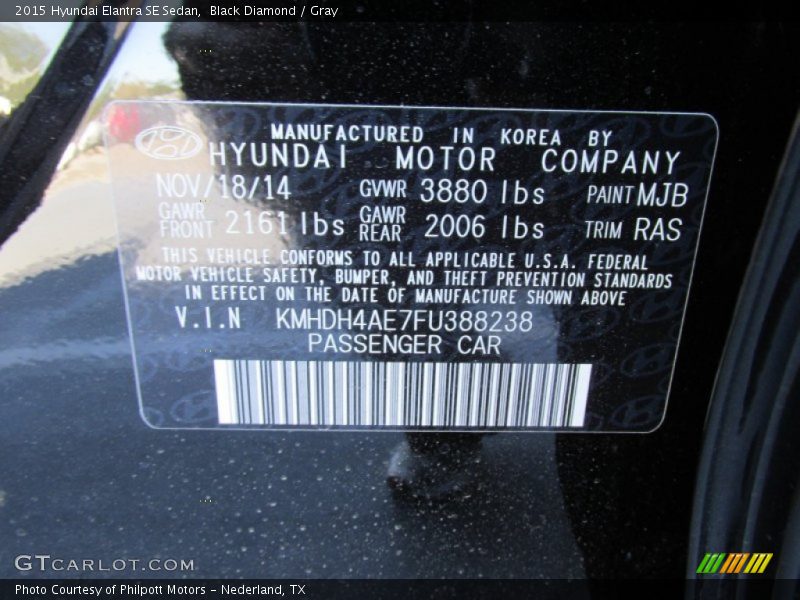 2015 Hyundai Elantra SE Sedan, Black Diamond / Gray
MANUFACTURED IN KOREA BY
HYUNDAI MOTOR COMPANY
NOV/18/14 GVWR 3880 lbs PAINT MJB
GAWR FRONT 2161 lbs GAWR REAR 2006 lbs TRIM RAS
THIS VEHICLE CONFORMS TO ALL APPLICABLE U.S.A. FEDERAL
MOTOR VEHICLE SAFETY, BUMPER, AND THEFT PREVENTION STANDARDS
IN EFFECT ON THE DATE OF MANUFACTURE SHOWN ABOVE
V.I.N KMHDH4AE7FU388238
PASSENGER CAR
GTCARLOT.COM
Photo Courtesy of Philpott Motors - Nederland, TX